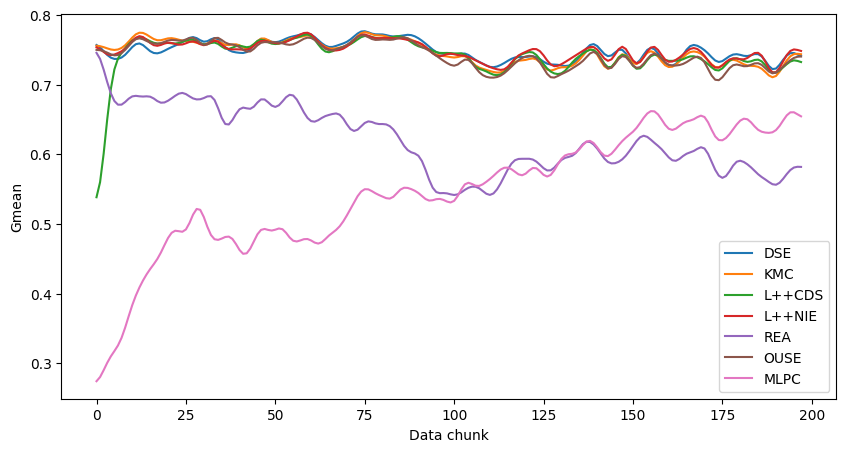 0.8
0.7
0.6
0.5
0.4
0.3
Gmean
0
25
50
75
100
125
150
175
200
Data chunk
DSE
KMC
L++CDS
L++NIE
REA
OUSE
MLPC